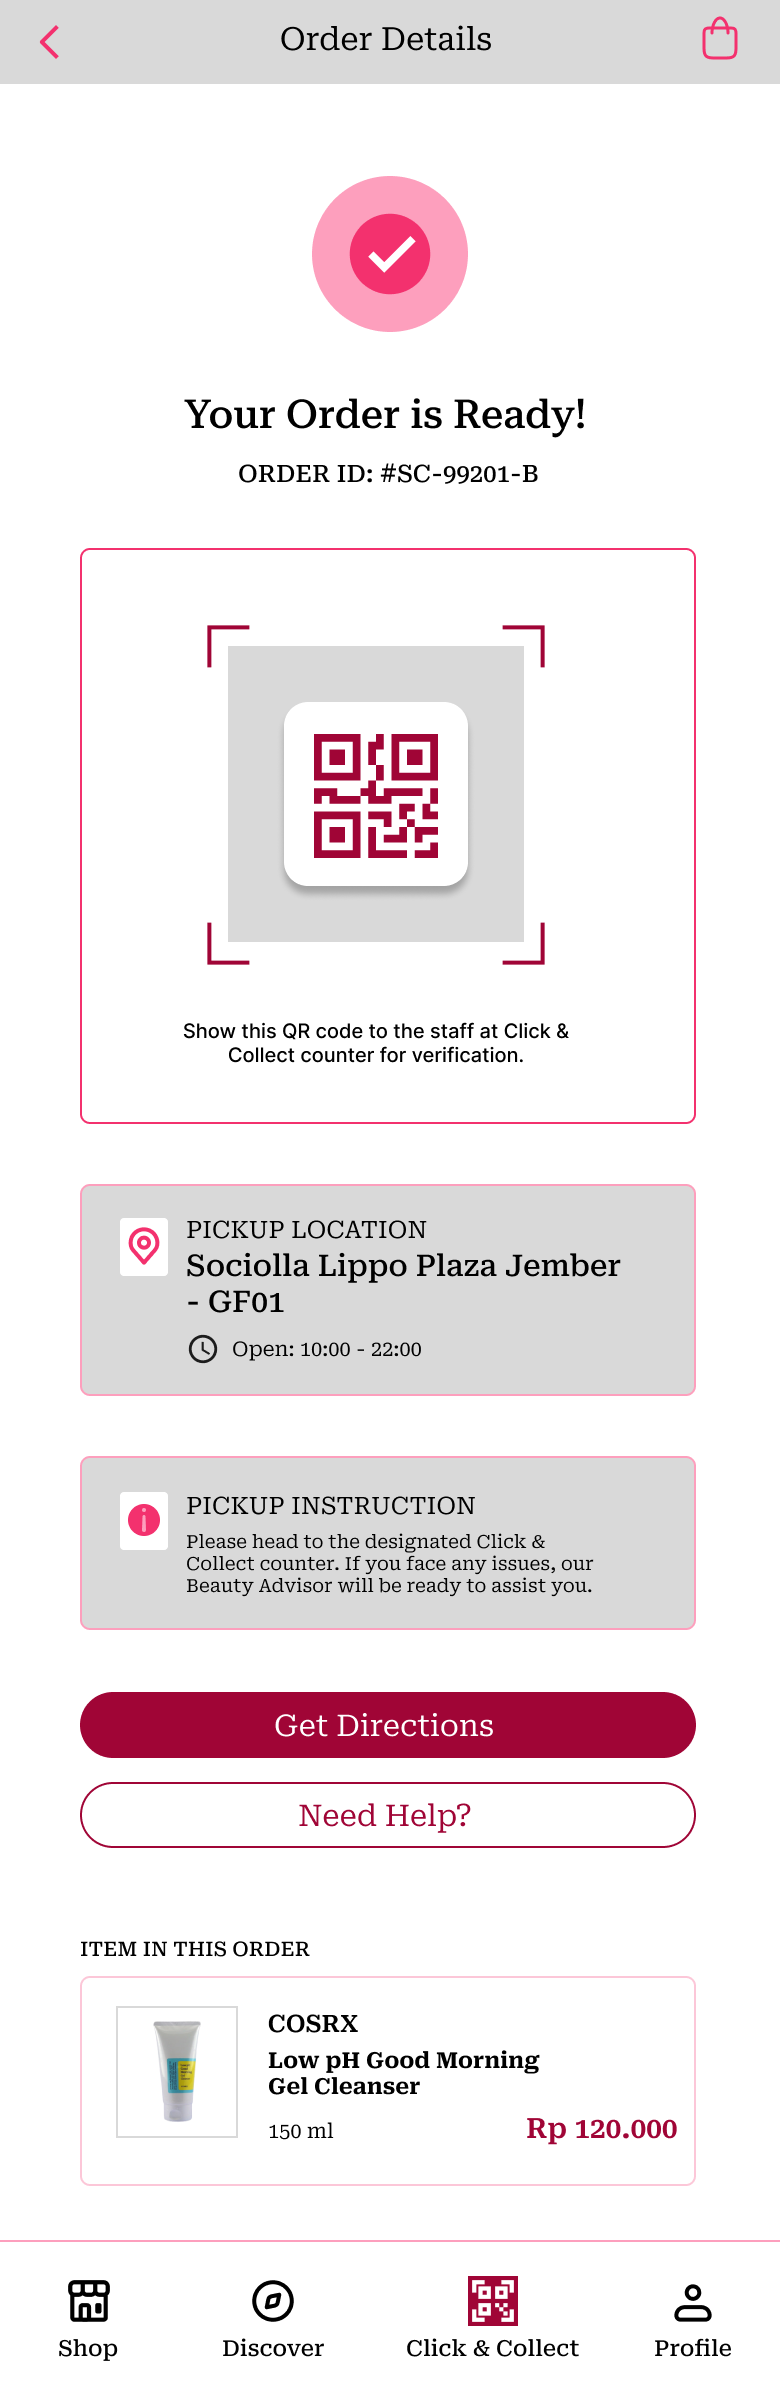 Order Details
Your Order is Ready!
ORDER ID: #SC-99201-B
Show this QR code to the staff at Click &
Collect counter for verification.
PICKUP LOCATION
Sociolla Lippo Plaza Jember
- GF01
Open: 10:00 - 22:00
PICKUP INSTRUCTION
Please head to the designated Click &
Collect counter. If you face any issues, our
Beauty Advisor will be ready to assist you.
Get Directions
Need Help?
ITEM IN THIS ORDER
COSRX
Low pH Good Morning
Gel Cleanser
150 ml
Rp 120.000
Shop
Discover
Click & Collect
Profile